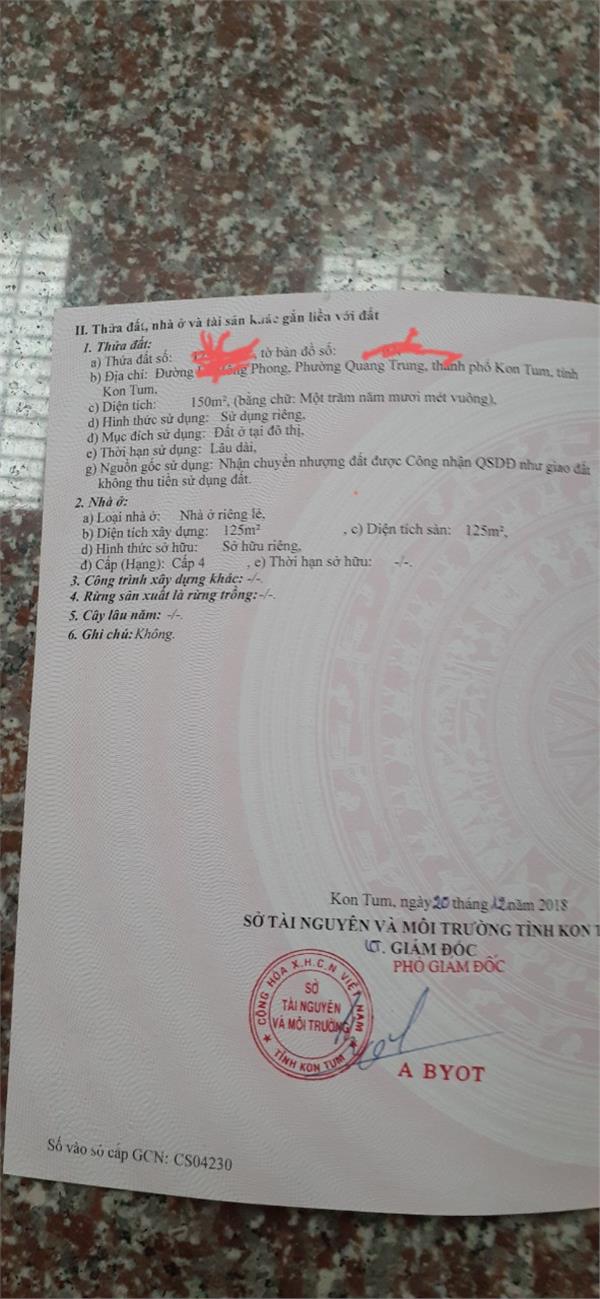 II. Thửa đất, nhà ở và tài sản khác gắn liền với đất
1. Thửa đất:
a) Thửa đất số: , tờ bản đồ số:
b) Địa chỉ: Đường Phong, Phường Quang Trung, thành phố Kon Tum, tỉnh
Kon Tum,
c) Diện tích: 150m², (bằng chữ: Một trăm năm mươi mét vuông),
d) Hình thức sử dụng: Sử dụng riêng,
đ) Mục đích sử dụng: Đất ở tại đô thị,
e) Thời hạn sử dụng: Lâu dài,
g) Nguồn gốc sử dụng: Nhận chuyển nhượng đất được Công nhận QSDĐ như giao đất
không thu tiền sử dụng đất.
2. Nhà ở:
a) Loại nhà ở: Nhà ở riêng lẻ,
b) Diện tích xây dựng: 125m² , c) Diện tích sàn: 125m²,
d) Hình thức sở hữu: Sở hữu riêng,
đ) Cấp (Hạng): Cấp 4 , e) Thời hạn sở hữu: -/-.
3. Công trình xây dựng khác: -/-.
4. Rừng sản xuất là rừng trồng: -/-.
5. Cây lâu năm: -/-.
6. Ghi chú: Không.
Kon Tum, ngày 20 tháng 12 năm 2018
SỞ TÀI NGUYÊN VÀ MÔI TRƯỜNG TỈNH KON T
KT. GIÁM ĐỐC
PHÓ GIÁM ĐỐC
CỘNG HÒA X.H.C.N VIỆT NAM
SỞ
TÀI NGUYÊN
VÀ MÔI TRƯỜNG
TỈNH KON TUM
A BYOT
Số vào sổ cấp GCN: CS04230